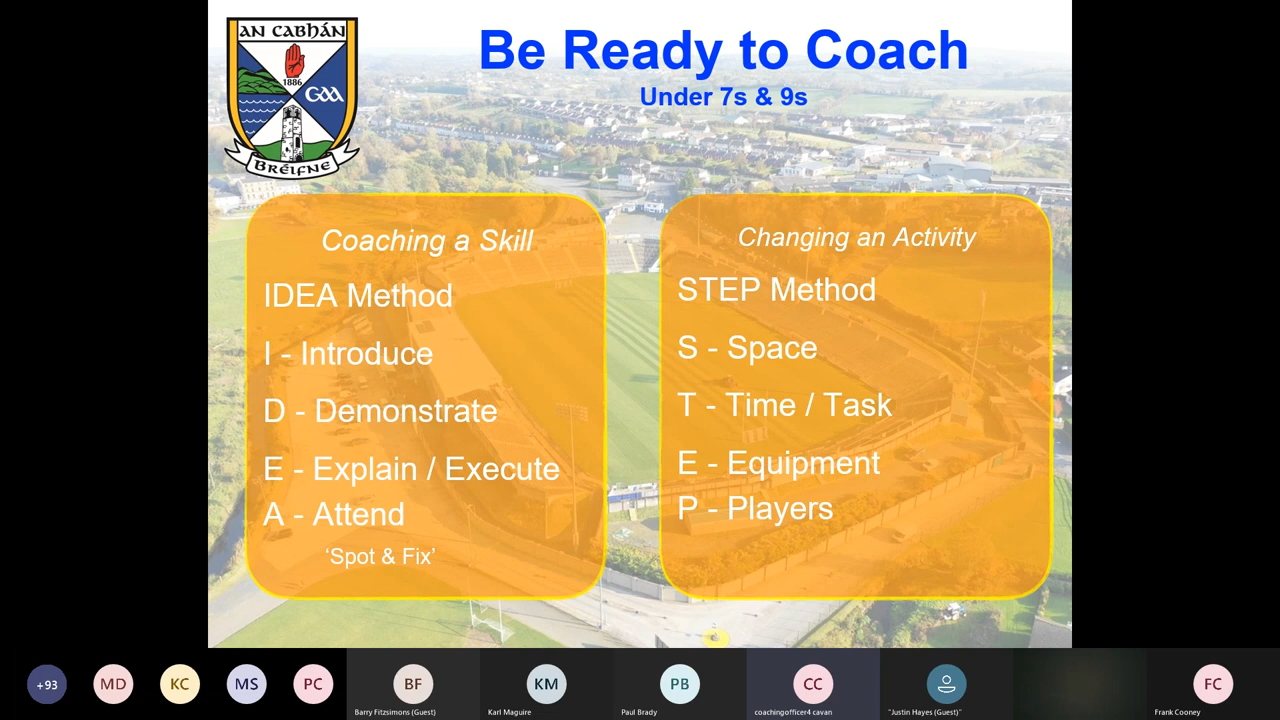 AN CABHÁN
1886
GAA
BRÉIFNE
Be Ready to Coach
Under 7s & 9s
Coaching a Skill
IDEA Method
I - Introduce
D - Demonstrate
E - Explain / Execute
A - Attend
‘Spot & Fix’
Changing an Activity
STEP Method
S - Space
T - Time / Task
E - Equipment
P - Players
+93
MD
KC
MS
PC
BF
Barry Fitzsimons (Guest)
KM
Karl Maguire
PB
Paul Brady
CC
coachingofficer4 cavan
"Justin Hayes (Guest)"
FC
Frank Cooney